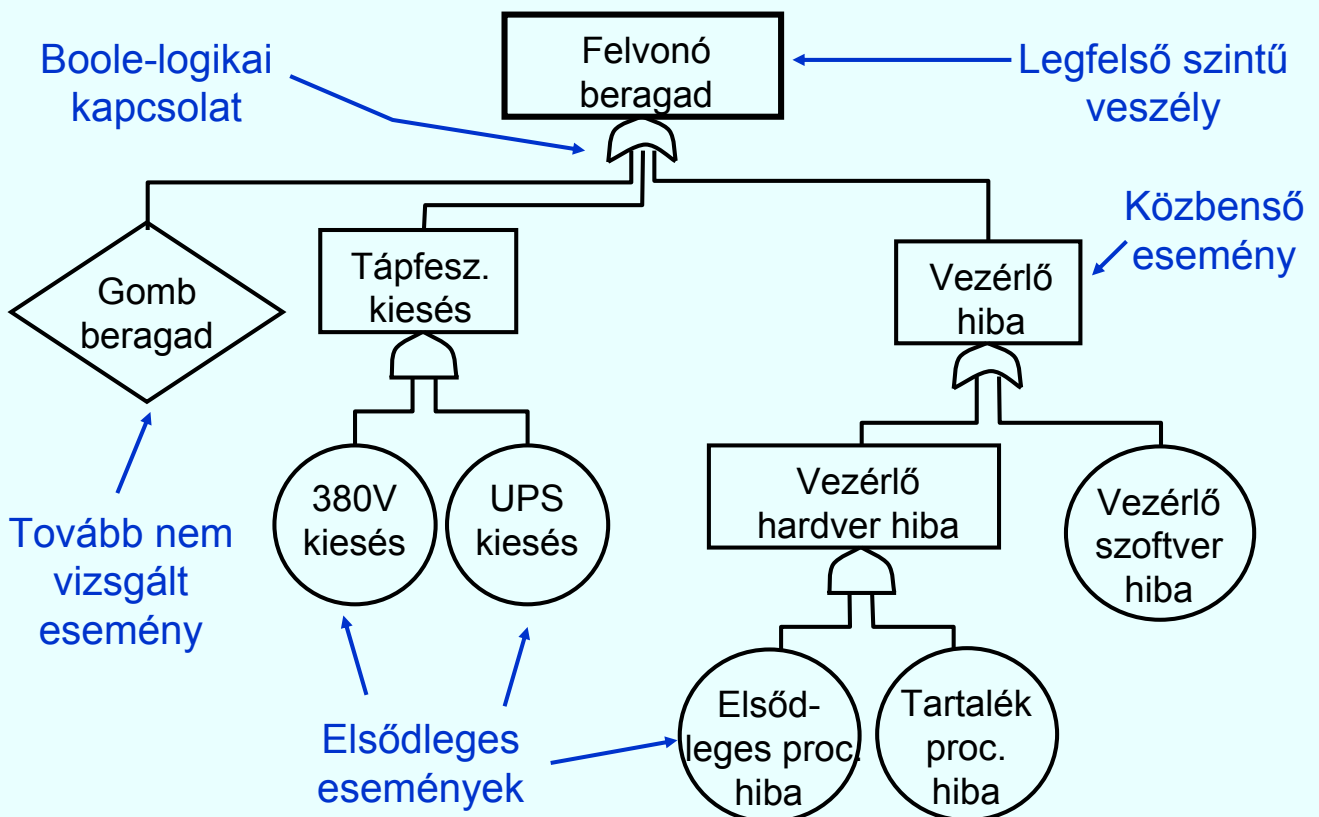 Boole-logikai
kapcsolat
Felvonó
beragad
Legfelső szintű
veszély
Közbenső
esemény
Gomb
beragad
Tápfesz.
kiesés
Vezérlő
hiba
380V
kiesés
UPS
kiesés
Vezérlő
hardver hiba
Vezérlő
szoftver
hiba
Tovább nem
vizsgált
esemény
Elsődleges
események
Elsőd-
leges proc.
hiba
Tartalék
proc.
hiba